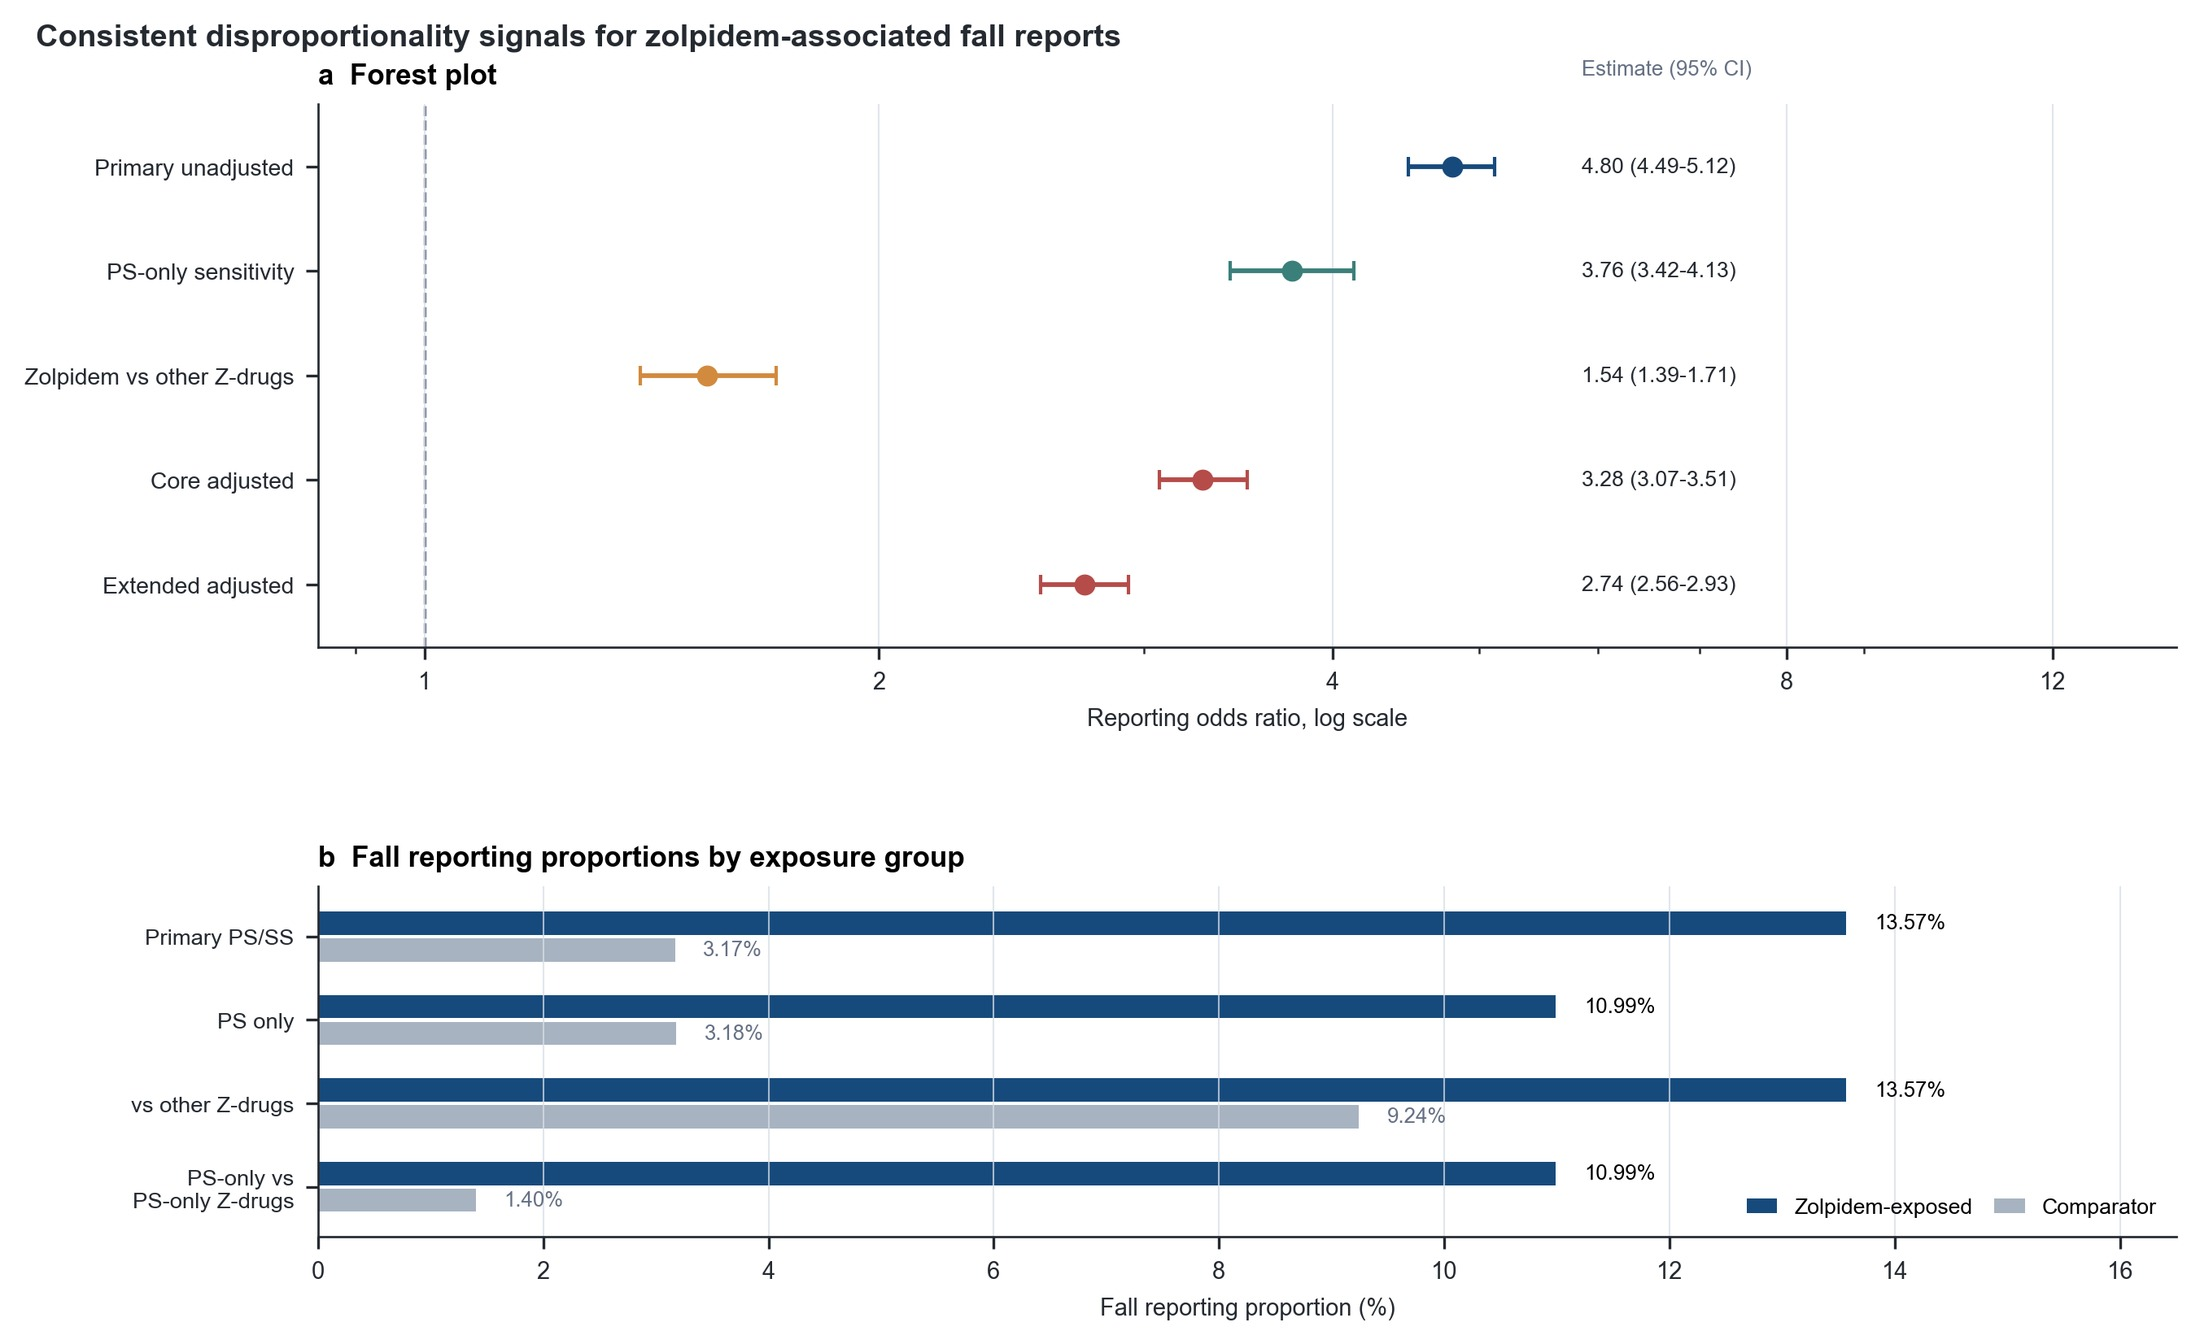 Consistent disproportionality signals for zolpidem-associated fall reports
a Forest plot
Estimate (95% CI)
Primary unadjusted
4.80 (4.49-5.12)
PS-only sensitivity
3.76 (3.42-4.13)
Zolpidem vs other Z-drugs
1.54 (1.39-1.71)
Core adjusted
3.28 (3.07-3.51)
Extended adjusted
2.74 (2.56-2.93)
1 2 4 8 12
Reporting odds ratio, log scale
b Fall reporting proportions by exposure group
Primary PS/SS
13.57%
3.17%
PS only
10.99%
3.18%
vs other Z-drugs
13.57%
9.24%
PS-only vs
PS-only Z-drugs
10.99%
1.40%
Zolpidem-exposed Comparator
0 2 4 6 8 10 12 14 16
Fall reporting proportion (%)